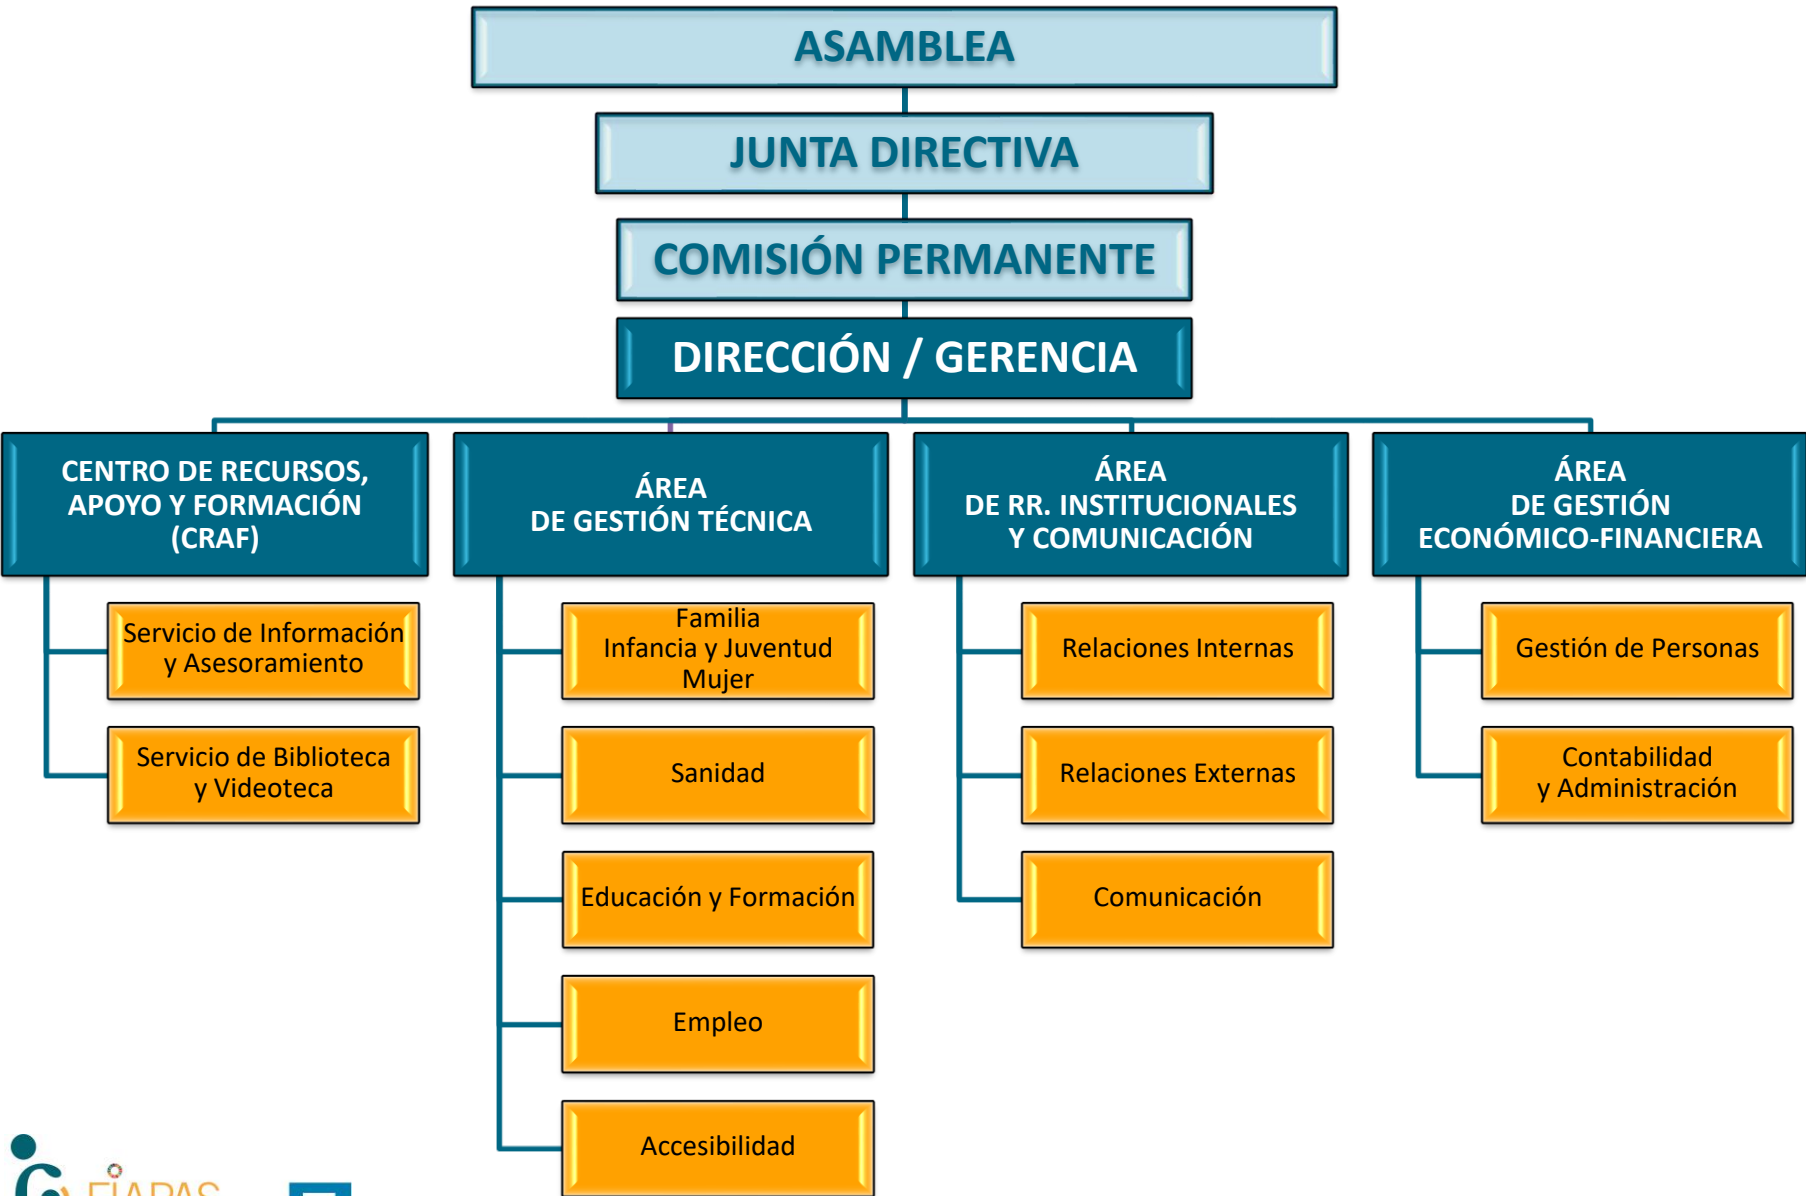 ASAMBLEA
JUNTA DIRECTIVA
COMISIÓN PERMANENTE
DIRECCIÓN / GERENCIA
CENTRO DE RECURSOS,
APOYO Y FORMACIÓN
(CRAF)
Servicio de Información
y Asesoramiento
Servicio de Biblioteca
y Videoteca
ÁREA
DE GESTIÓN TÉCNICA
Familia
Infancia y Juventud
Mujer
Sanidad
Educación y Formación
Empleo
Accesibilidad
ÁREA
DE RR. INSTITUCIONALES
Y COMUNICACIÓN
Relaciones Internas
Relaciones Externas
Comunicación
ÁREA
DE GESTIÓN
ECONÓMICO-FINANCIERA
Gestión de Personas
Contabilidad
y Administración
FIAPAS